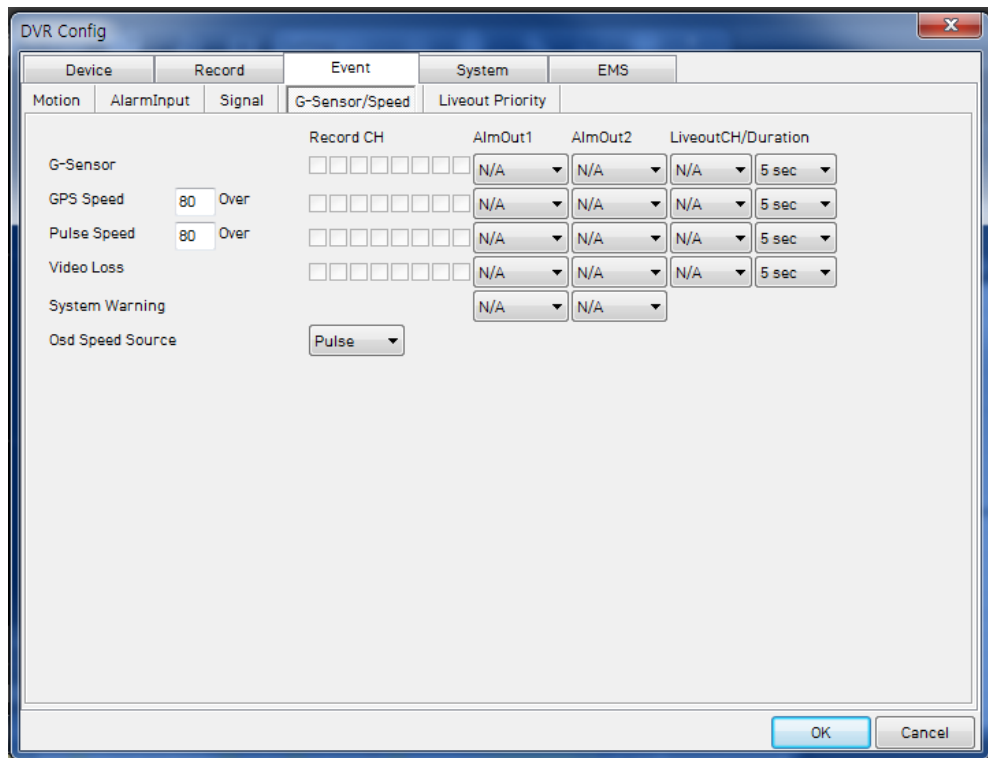 DVR Config
Device Record Event System EMS
Motion AlarmInput Signal G-Sensor/Speed Liveout Priority
Record CH AlmOut1 AlmOut2 LiveoutCH/Duration
G-Sensor N/A N/A N/A 5 sec
GPS Speed 80 Over N/A N/A N/A 5 sec
Pulse Speed 80 Over N/A N/A N/A 5 sec
Video Loss N/A N/A N/A 5 sec
System Warning N/A N/A
Osd Speed Source Pulse
OK Cancel